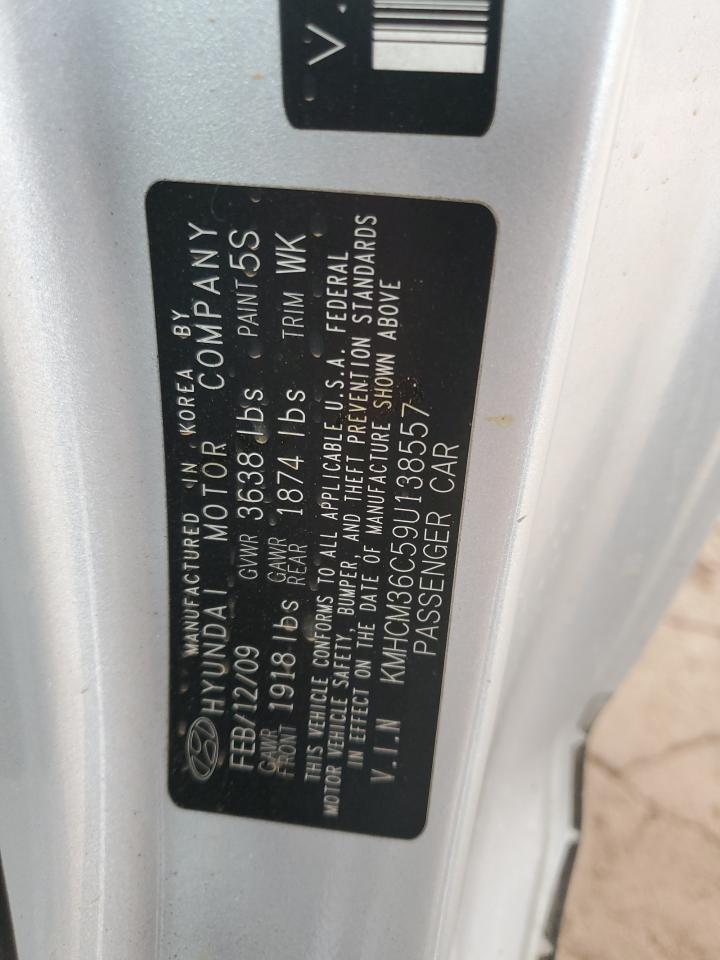 V.
MANUFACTURED IN KOREA BY
HYUNDAI MOTOR COMPANY
FEB/12/09 GVWR 3638 lbs PAINT 5S
GAWR FRONT 1918 lbs GAWR REAR 1874 lbs TRIM WK
THIS VEHICLE CONFORMS TO ALL APPLICABLE U.S.A. FEDERAL
MOTOR VEHICLE SAFETY, BUMPER, AND THEFT PREVENTION STANDARDS
IN EFFECT ON THE DATE OF MANUFACTURE SHOWN ABOVE
V.I.N KMHCM36C59U138557
PASSENGER CAR